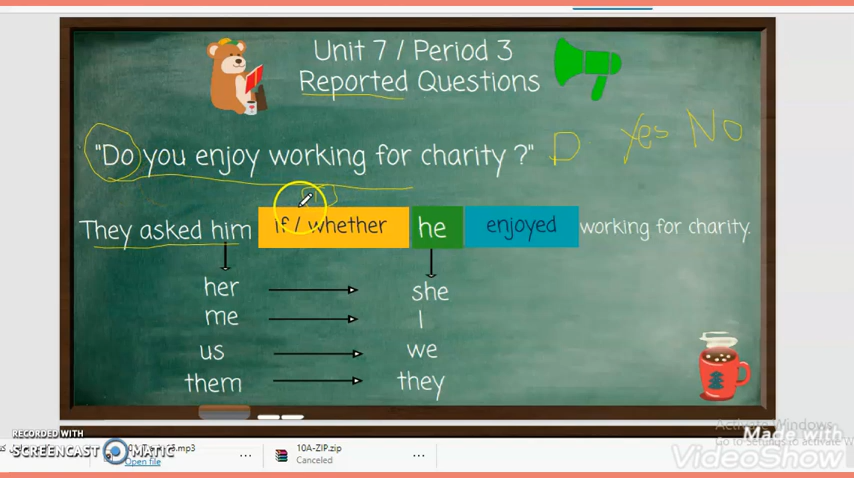 Unit 7 / Period 3
Reported Questions
"Do you enjoy working for charity ?" D Yes No
They asked him if / whether he enjoyed working for charity.
her she
me I
us we
them they
Activate Windows
Go to Settings to activate W
RECORDED WITH
SCREENCAST MATIC
Made with
VideoShow
.mp3
Open file
...
10A-ZIP.zip
Canceled
...